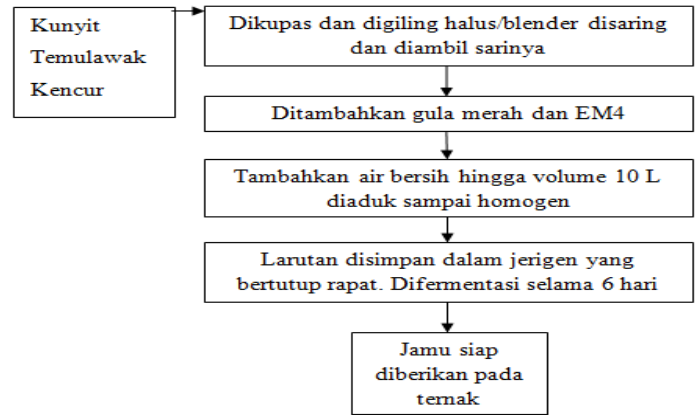 Kunyit
Temulawak
Kencur
Dikupas dan digiling halus/blender disaring
dan diambil sarinya
Ditambahkan gula merah dan EM4
Tambahkan air bersih hingga volume 10 L
diaduk sampai homogen
Larutan disimpan dalam jerigen yang
bertutup rapat. Difermentasi selama 6 hari
Jamu siap
diberikan pada
ternak